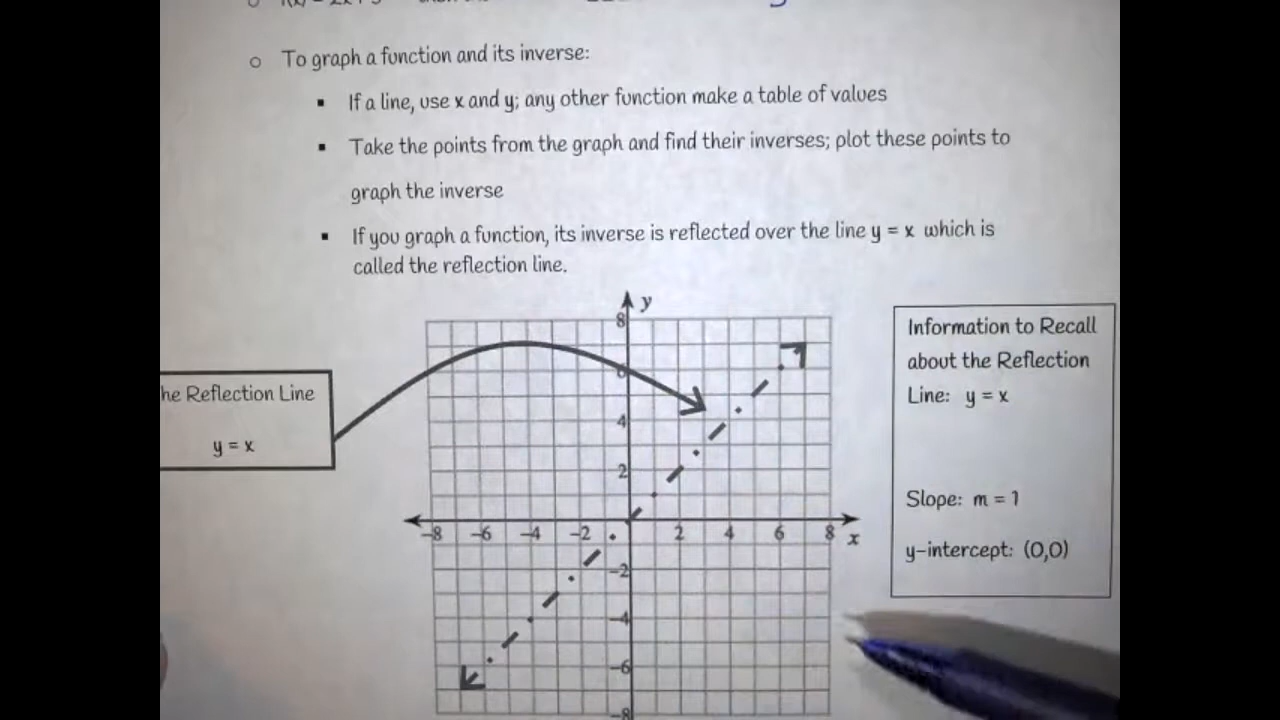 To graph a function and its inverse:
If a line, use x and y; any other function make a table of values
Take the points from the graph and find their inverses; plot these points to
graph the inverse
If you graph a function, its inverse is reflected over the line y = x which is
called the reflection line.
he Reflection Line
y = x
y
8
6
4
2
-8 -6 -4 -2 2 4 6 8 x
-2
-4
-6
-8
Information to Recall
about the Reflection
Line: y = x
Slope: m = 1
y-intercept: (0,0)